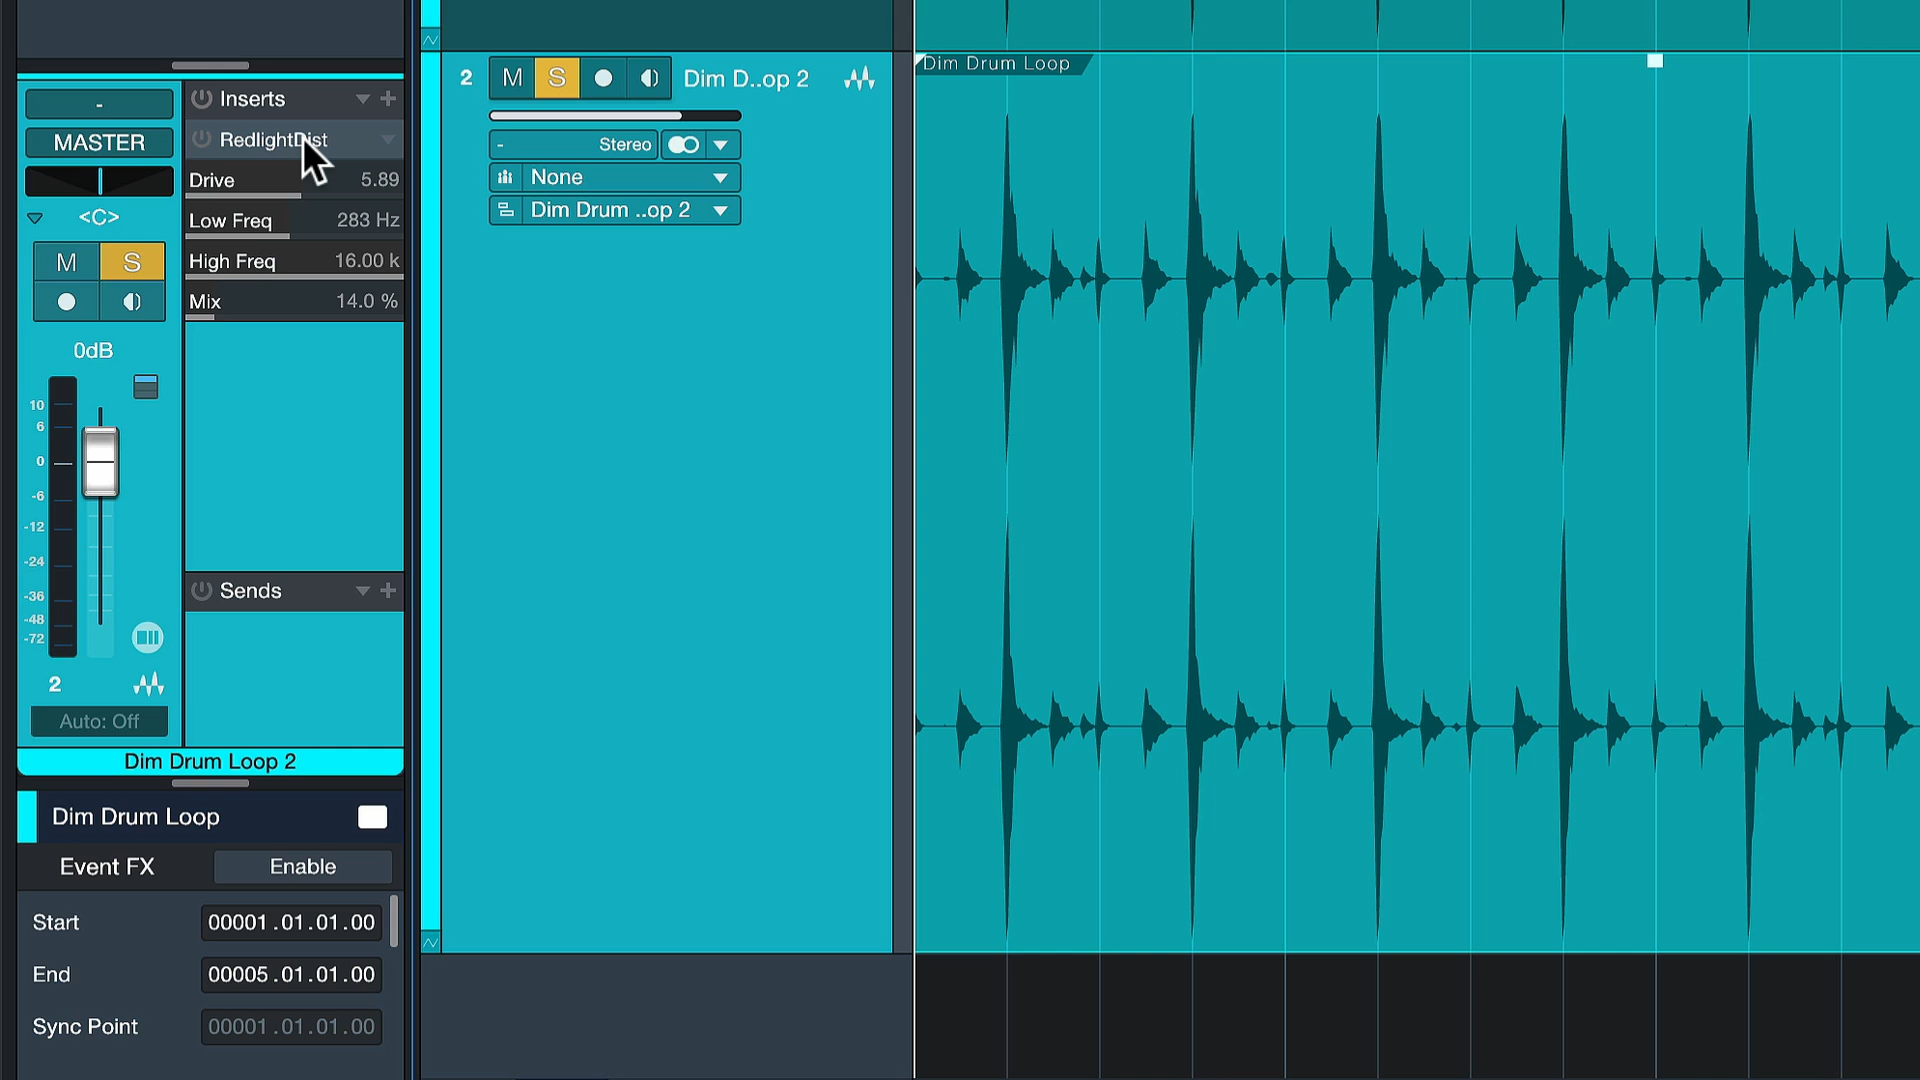 -
MASTER
<C>
M S
0dB
10
6
0
-6
-12
-24
-36
-48
-72
2
Auto: Off
Inserts
RedlightDist
Drive 5.89
Low Freq 283 Hz
High Freq 16.00 k
Mix 14.0 %
Sends
Dim Drum Loop 2
Dim Drum Loop
Event FX Enable
Start 00001.01.01.00
End 00005.01.01.00
Sync Point 00001.01.01.00
2 M S Dim D..op 2
- Stereo
None
Dim Drum ..op 2
Dim Drum Loop